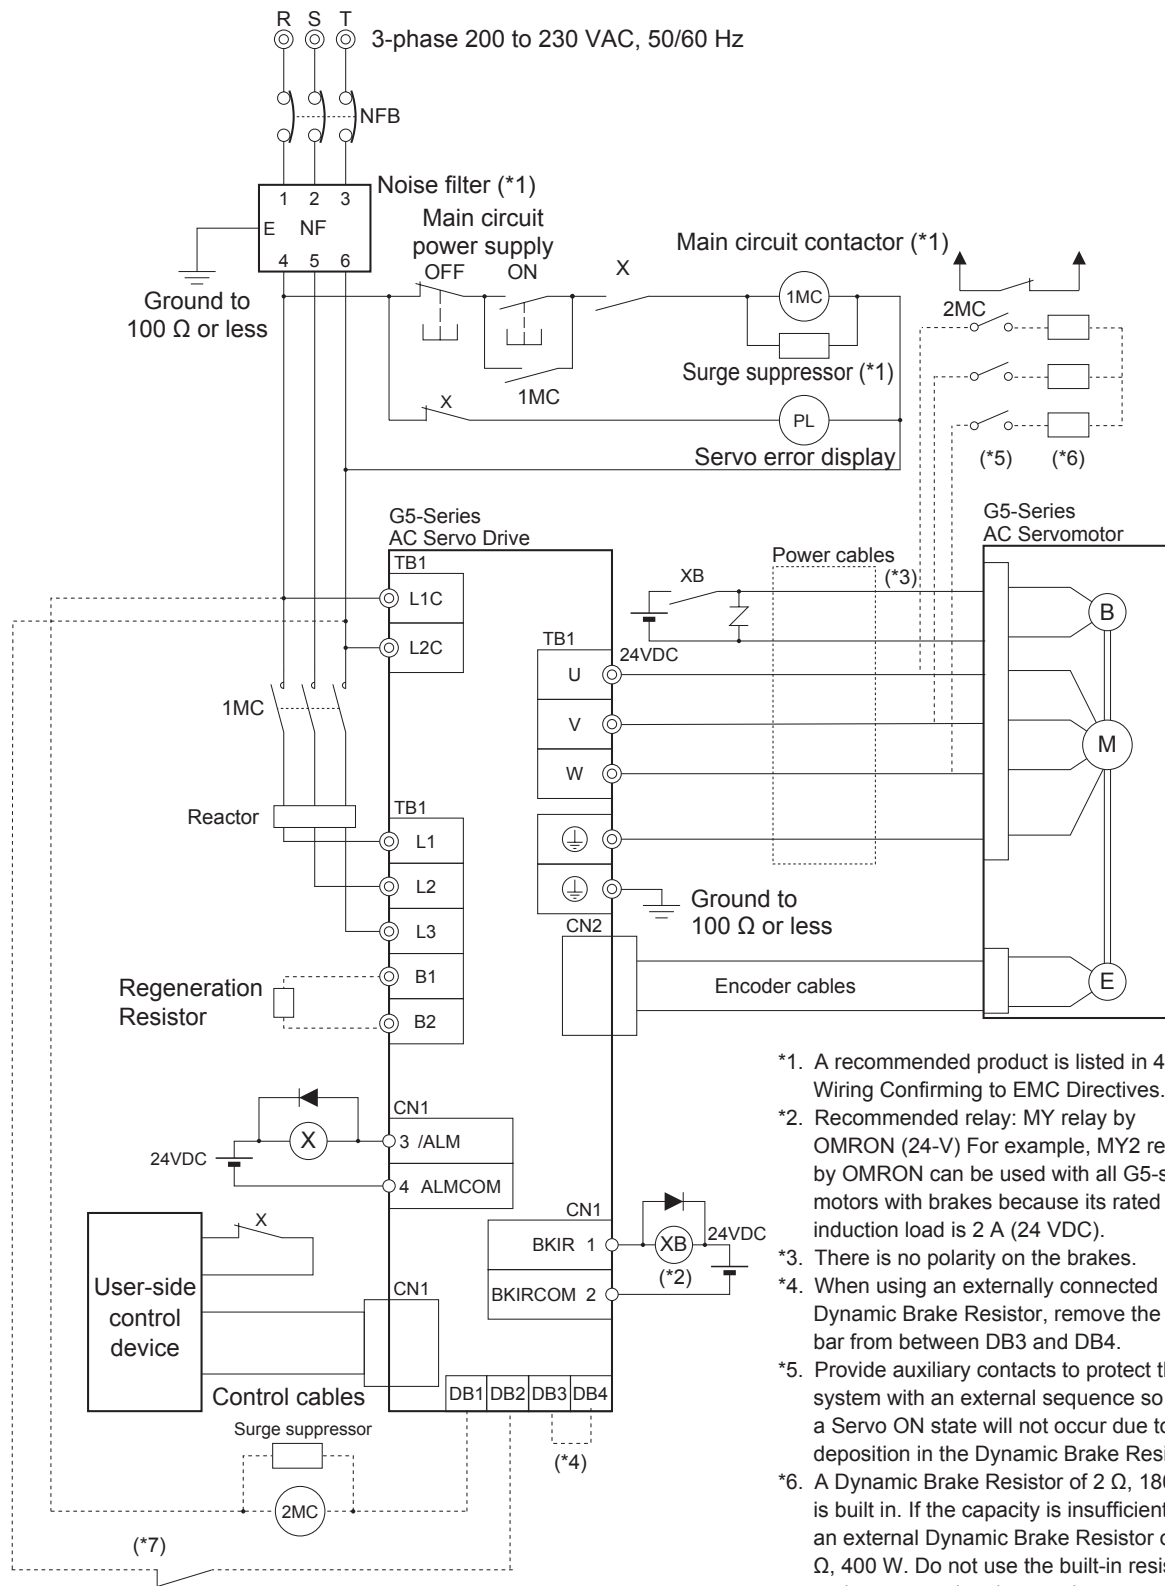 R S T
3-phase 200 to 230 VAC, 50/60 Hz
NFB
Noise filter (*1)
1 2 3
E NF
4 5 6
Ground to
100 Ω or less
Main circuit
power supply
OFF ON X
Main circuit contactor (*1)
1MC
Surge suppressor (*1)
1MC
X
PL
Servo error display
2MC
(*5) (*6)
G5-Series
AC Servo Drive
TB1
L1C
L2C
1MC
Reactor
TB1
L1
L2
L3
B1
B2
Regeneration
Resistor
G5-Series
AC Servomotor
Power cables
(*3)
XB
24VDC
TB1
U
V
W
B
M
E
Ground to
100 Ω or less
CN2
Encoder cables
CN1
X
24VDC
3 /ALM
4 ALMCOM
X
User-side
control
device
CN1
Control cables
CN1
BKIR 1
BKIRCOM 2
XB
(*2)
24VDC
DB1 DB2 DB3 DB4
(*4)
Surge suppressor
2MC
(*7)
*1. A recommended product is listed in 4
Wiring Confirming to EMC Directives.
*2. Recommended relay: MY relay by
OMRON (24-V) For example, MY2 re
by OMRON can be used with all G5-s
motors with brakes because its rated
induction load is 2 A (24 VDC).
*3. There is no polarity on the brakes.
*4. When using an externally connected
Dynamic Brake Resistor, remove the
bar from between DB3 and DB4.
*5. Provide auxiliary contacts to protect t
system with an external sequence so
a Servo ON state will not occur due to
deposition in the Dynamic Brake Resi
*6. A Dynamic Brake Resistor of 2 Ω, 18
is built in. If the capacity is insufficient
an external Dynamic Brake Resistor
Ω, 400 W. Do not use the built-in resis